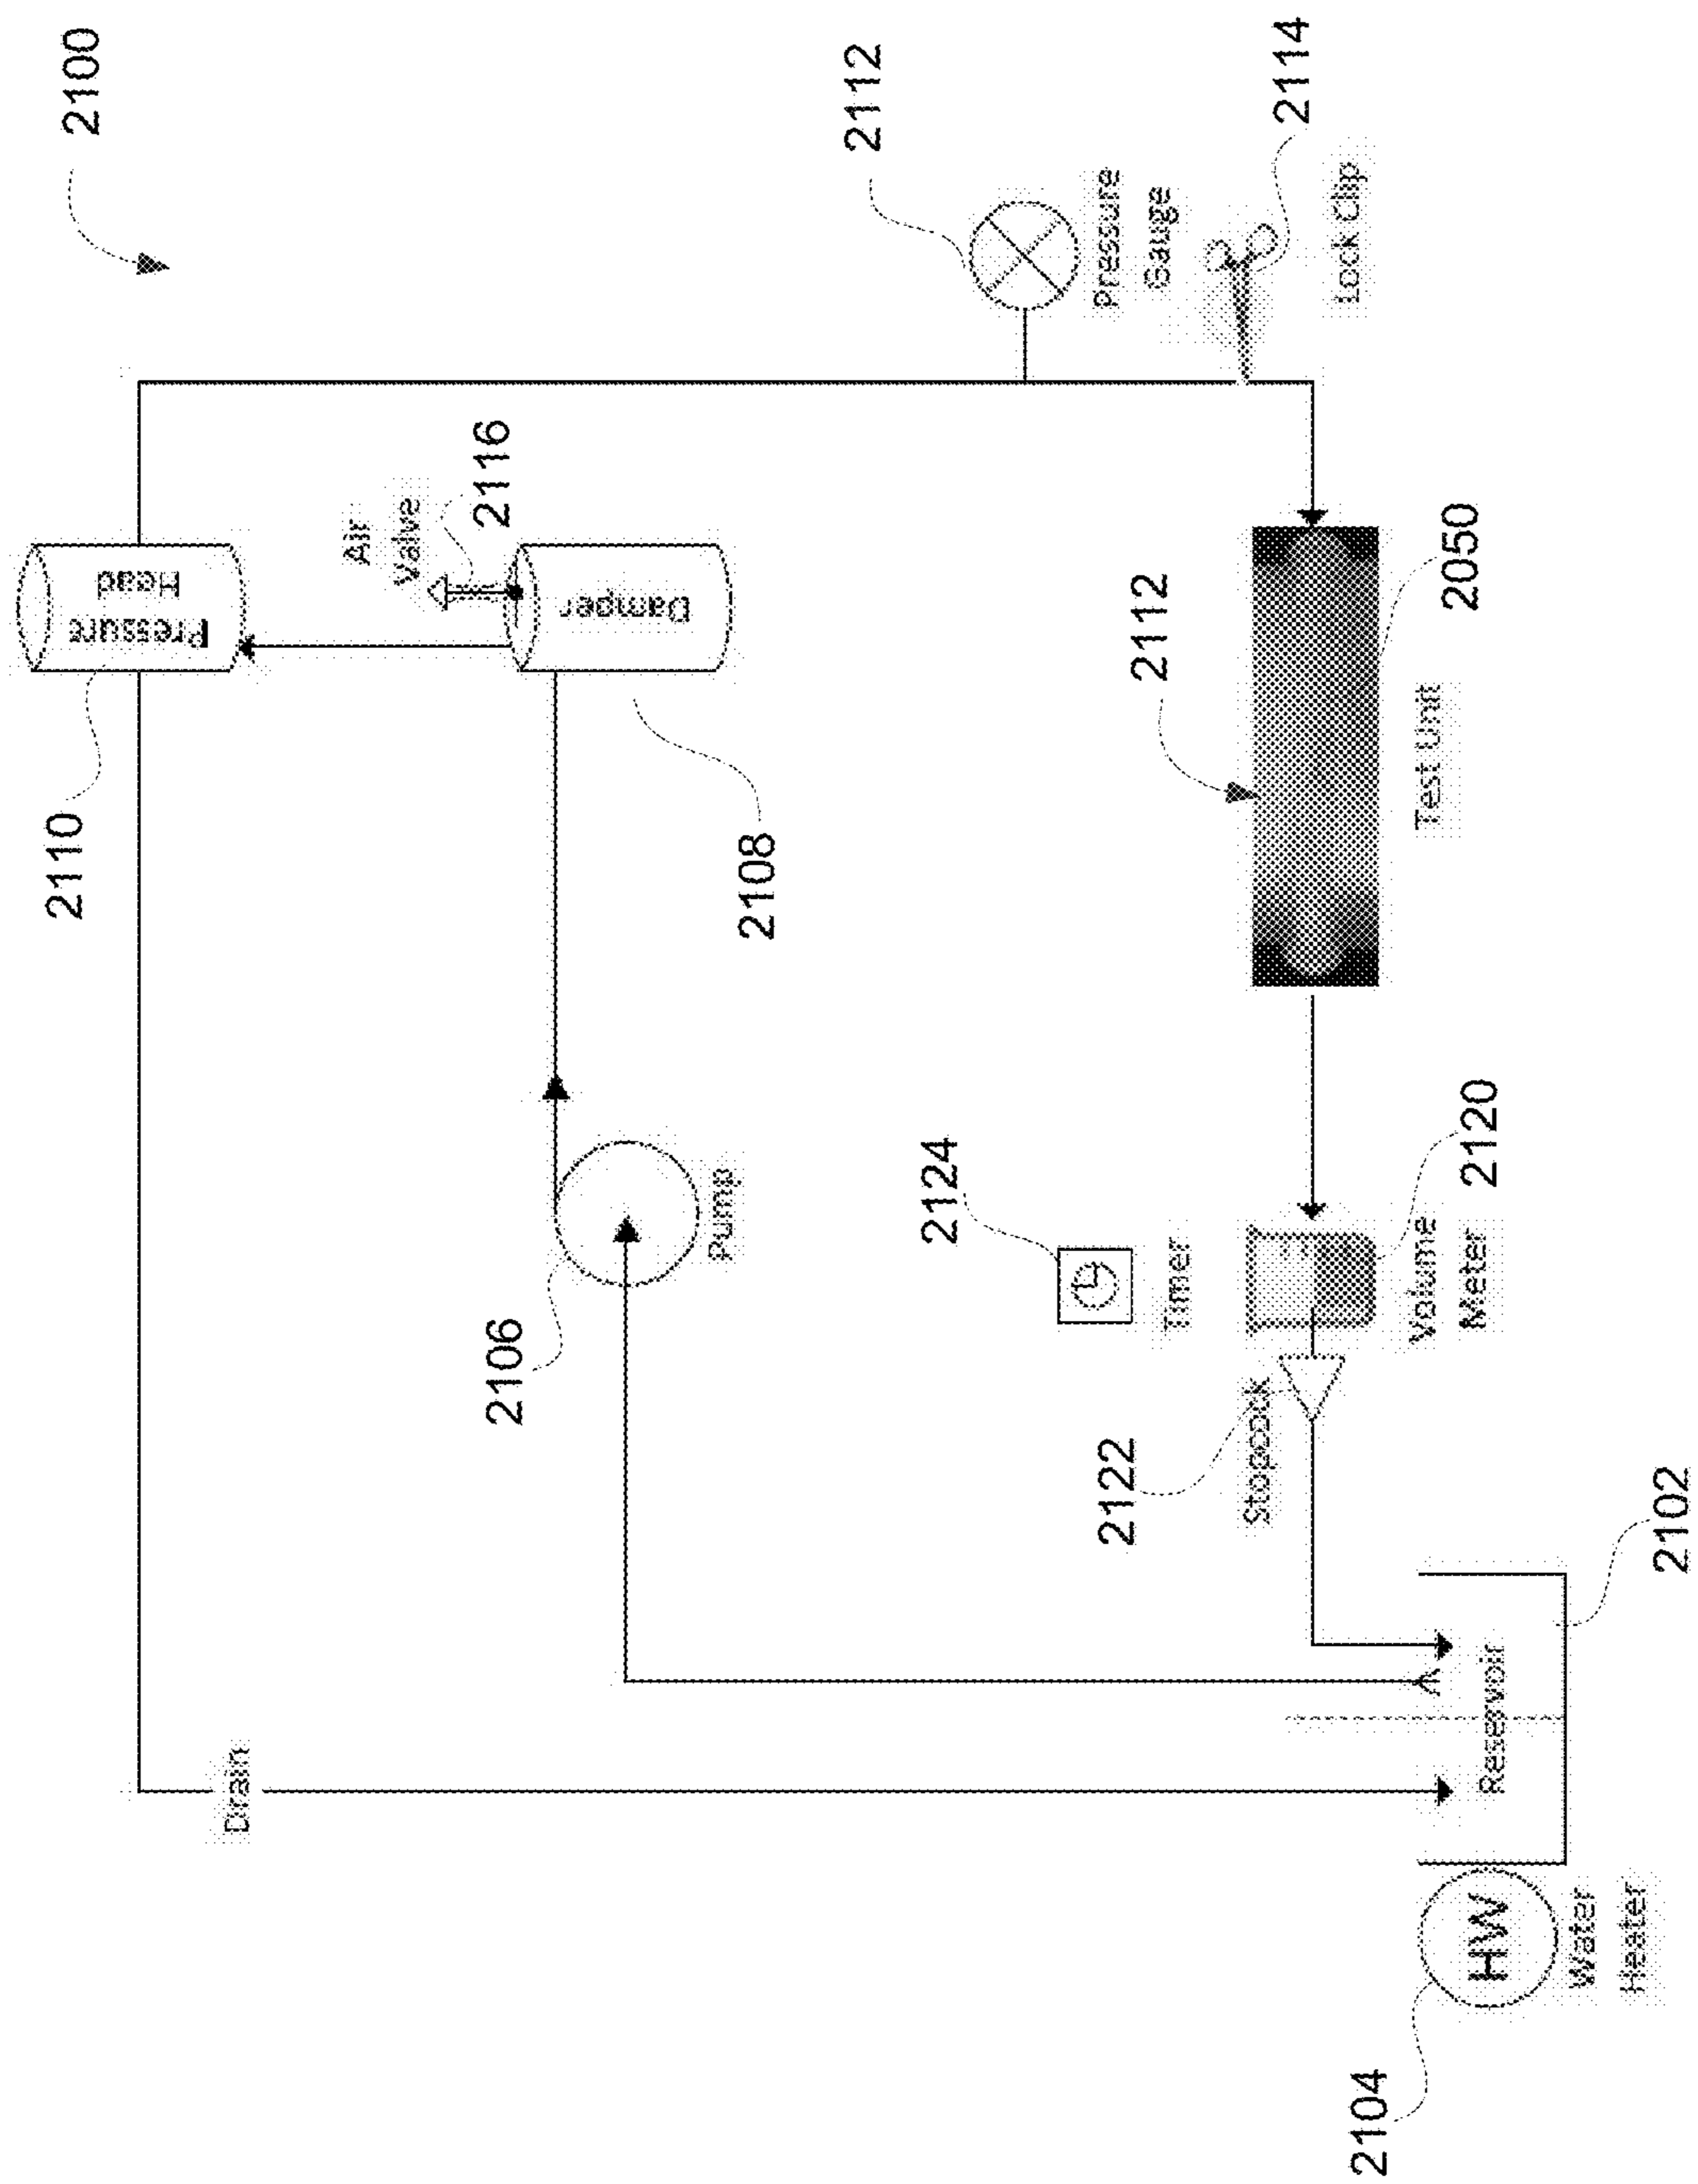 2100
2110
Pressure
Head
Air
Valve
2116
Damper
2108
2112
Pressure
Gauge
2114
Lock Clip
2106
Pump
Drain
2112
2050
Test Unit
2124
Timer
2120
Volume
Meter
2122
Stopcock
2102
Reservoir
HW
Water
Heater
2104